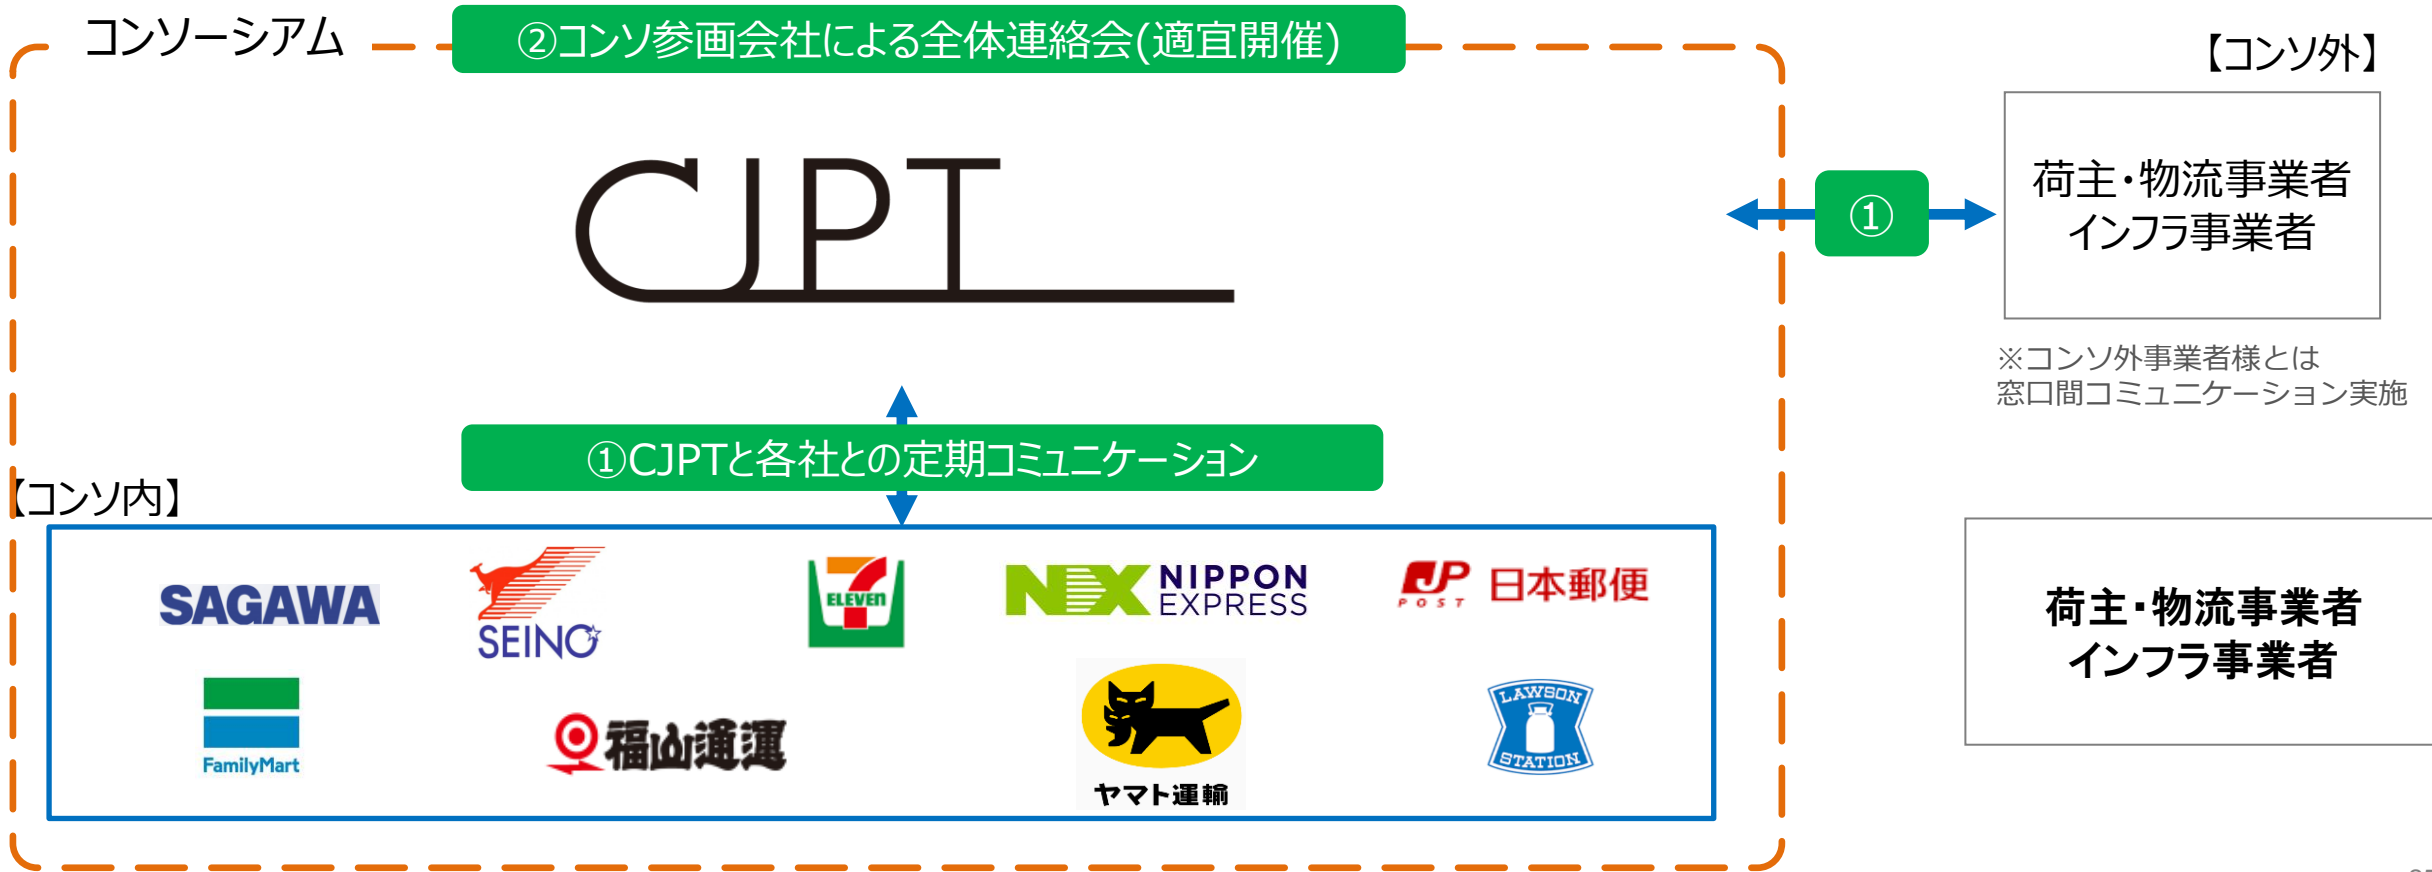 コンソーシアム
②コンソ参画会社による全体連絡会(適宜開催)
【コンソ外】
CJPT
①
荷主・物流事業者
インフラ事業者
※コンソ外事業者様とは
窓口間コミュニケーション実施
①CJPTと各社との定期コミュニケーション
【コンソ内】
SAGAWA
SEINO
7
ELEVEN
NX NIPPON
EXPRESS
JP
POST
日本郵便
荷主・物流事業者
インフラ事業者
FamilyMart
福山通運
ヤマト運輸
LAWSON
STATION